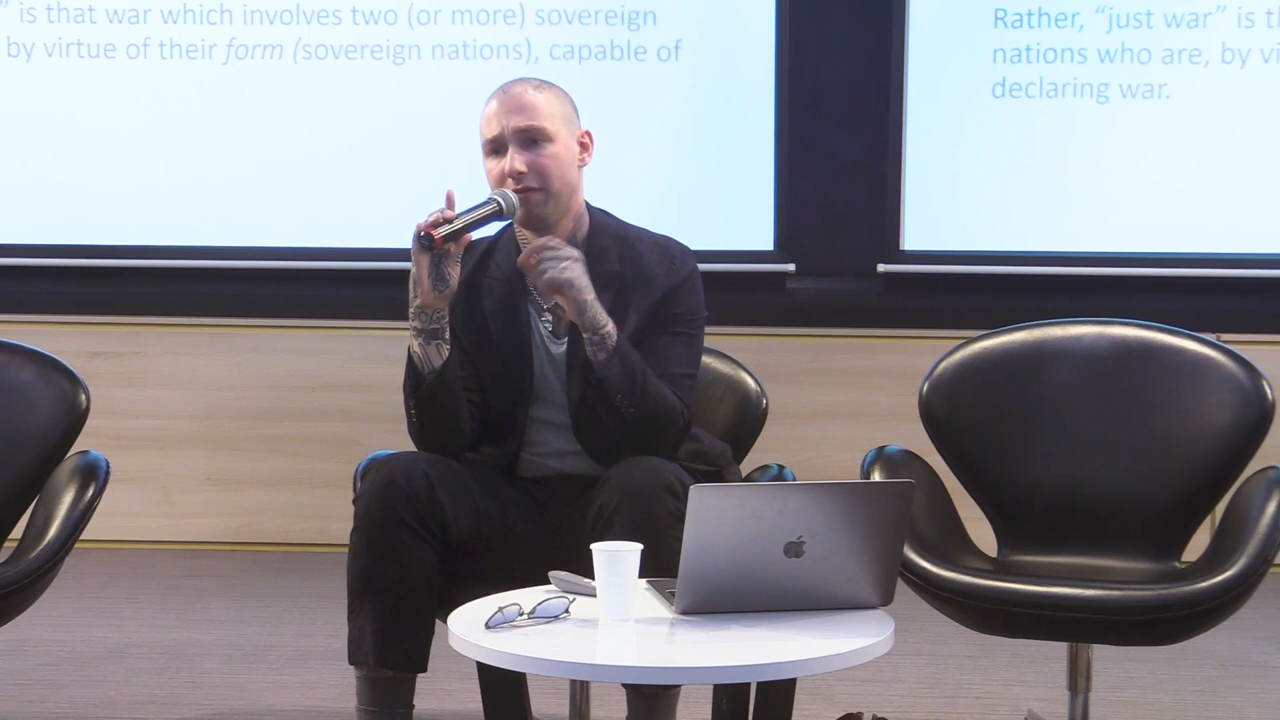 ” is that war which involves two (or more) sovereign
by virtue of their form (sovereign nations), capable of
Rather, “just war” is
nations who are, by
declaring war.